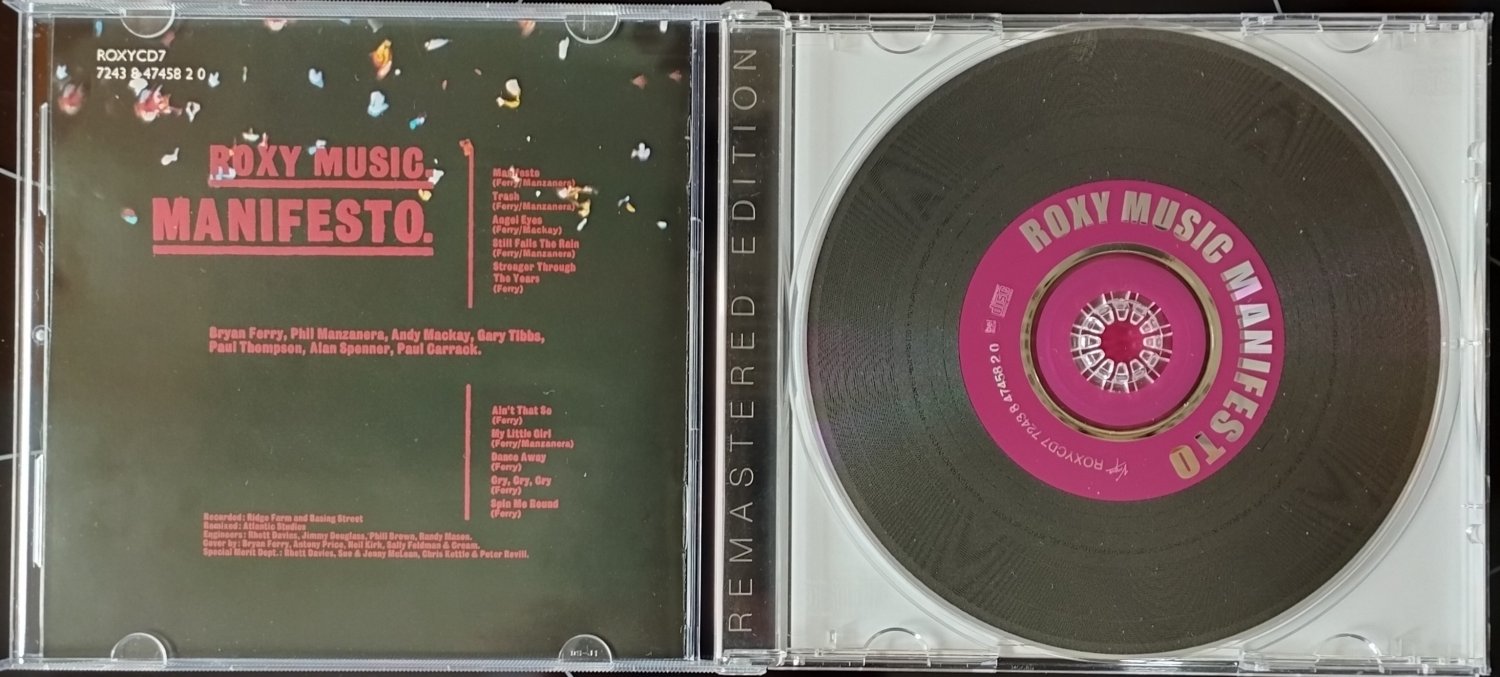 ROXYCD7
7243 8 47458 2 0
ROXY MUSIC.
MANIFESTO.
Manifesto
(Ferry/Manzanera)
Trash
(Ferry/Manzanera)
Angel Eyes
(Ferry/Mackay)
Still Falls The Rain
(Ferry/Manzanera)
Stronger Through
The Years
(Ferry)
Bryan Ferry, Phil Manzanera, Andy Mackay, Gary Tibbs,
Paul Thompson, Alan Spenner, Paul Carrack.
Ain't That So
(Ferry)
My Little Girl
(Ferry/Manzanera)
Dance Away
(Ferry)
Cry, Cry, Cry
(Ferry)
Spin Me Round
(Ferry)
Recorded: Ridge Farm and Basing Street
Remixed: Atlantic Studios
Engineers: Rhett Davies, Jimmy Douglass, Phill Brown, Randy Mason.
Cover by: Bryan Ferry, Antony Price, Neil Kirk, Sally Feldman & Cream.
Special Merit Dept.: Rhett Davies, Sue & Jenny McLean, Chris Kettle & Peter Revill.
REMASTERED EDITION
ROXY MUSIC MANIFESTO
disc
Virgin ROXYCD7 7243 8 47458 2 0